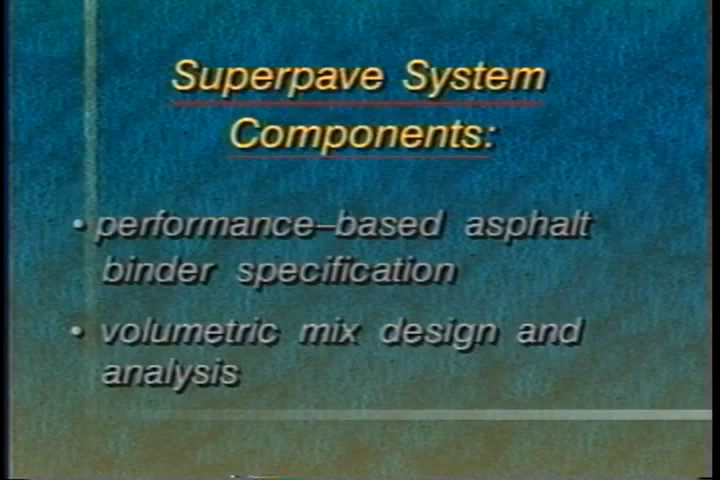 Superpave System
Components:
• performance–based asphalt
binder specification
• volumetric mix design and
analysis